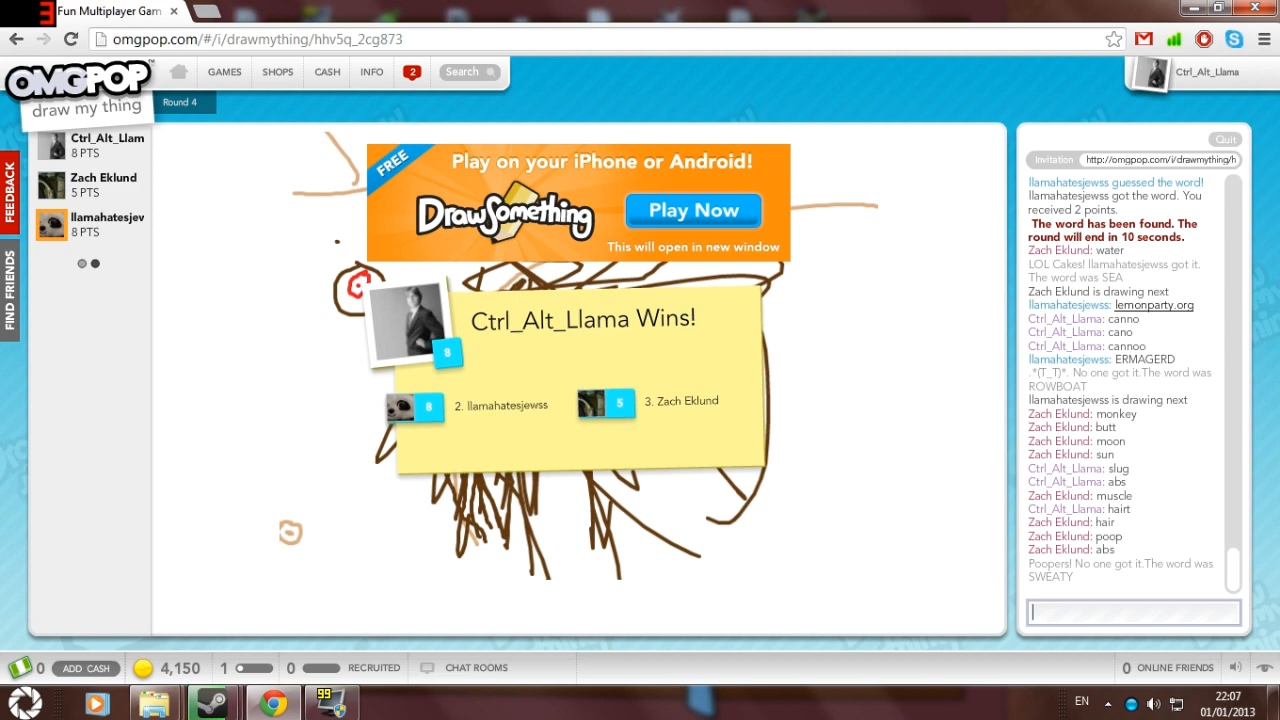 3
Fun Multiplayer Gam
omgpop.com/#/i/drawmything/hhv5q_2cg873
OMGPOP
draw my thing
GAMES
SHOPS
CASH
INFO
2
Search
Ctrl_Alt_Llama
Round 4
FEEDBACK
FIND FRIENDS
Ctrl_Alt_Llam
8 PTS
Zach Eklund
5 PTS
llamahatesjew
8 PTS
FREE
Play on your iPhone or Android!
DrawSomething
Play Now
This will open in new window
Ctrl_Alt_Llama Wins!
8
8
2. llamahatesjewss
5
3. Zach Eklund
Quit
Invitation
http://omgpop.com/i/drawmything/h
llamahatesjewss guessed the word!
llamahatesjewss got the word. You
received 2 points.
The word has been found. The
round will end in 10 seconds.
Zach Eklund: water
LOL Cakes! llamahatesjewss got it.
The word was SEA
Zach Eklund is drawing next
llamahatesjewss: lemonparty.org
Ctrl_Alt_Llama: canno
Ctrl_Alt_Llama: cano
Ctrl_Alt_Llama: cannoo
llamahatesjewss: ERMAGERD
.*(T_T)*. No one got it.The word was
ROWBOAT
llamahatesjewss is drawing next
Zach Eklund: monkey
Zach Eklund: butt
Zach Eklund: moon
Zach Eklund: sun
Ctrl_Alt_Llama: slug
Ctrl_Alt_Llama: abs
Zach Eklund: muscle
Ctrl_Alt_Llama: hairt
Zach Eklund: hair
Zach Eklund: poop
Zach Eklund: abs
Poopers! No one got it.The word was
SWEATY
0
ADD CASH
4,150
1
0
RECRUITED
CHAT ROOMS
0 ONLINE FRIENDS
99
EN
22:07
01/01/2013